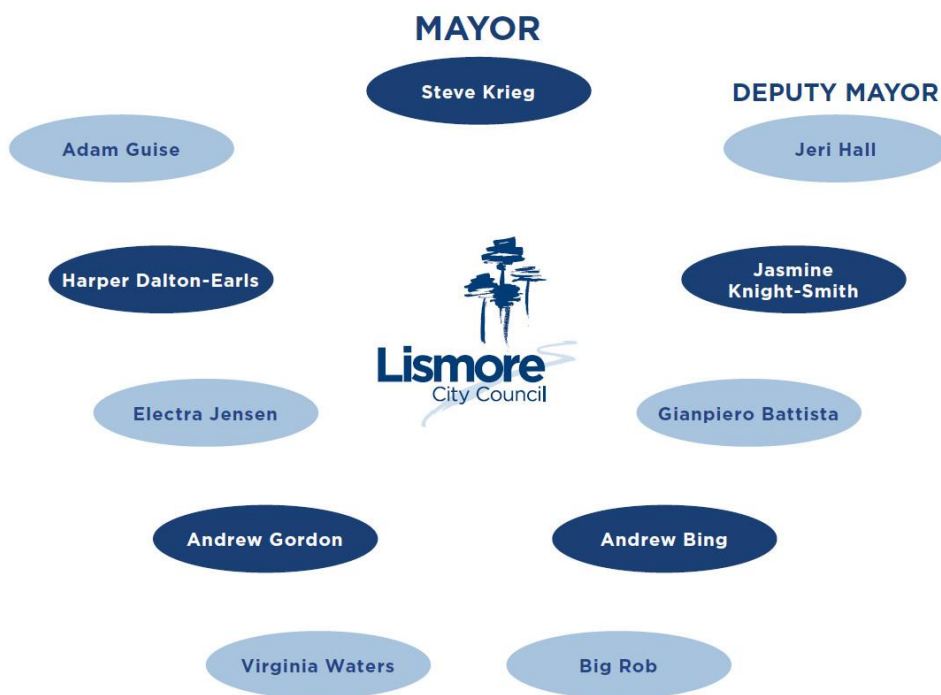 MAYOR
Steve Krieg
DEPUTY MAYOR
Adam Guise
Jeri Hall
Harper Dalton-Earls
Jasmine
Knight-Smith
Lismore
City Council
Electra Jensen
Gianpiero Battista
Andrew Gordon
Andrew Bing
Virginia Waters
Big Rob